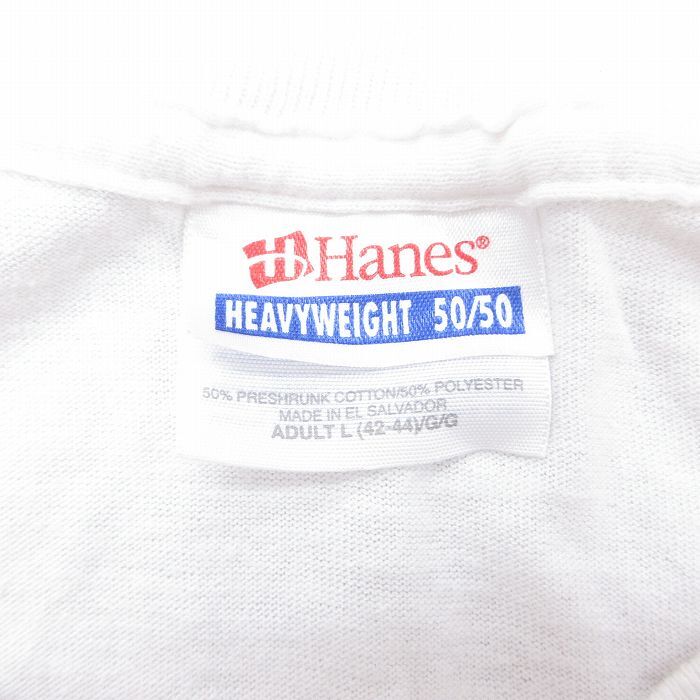 Hanes®
HEAVYWEIGHT 50/50
50% PRESHRUNK COTTON/50% POLYESTER
MADE IN EL SALVADOR
ADULT L (42-44)/G/G